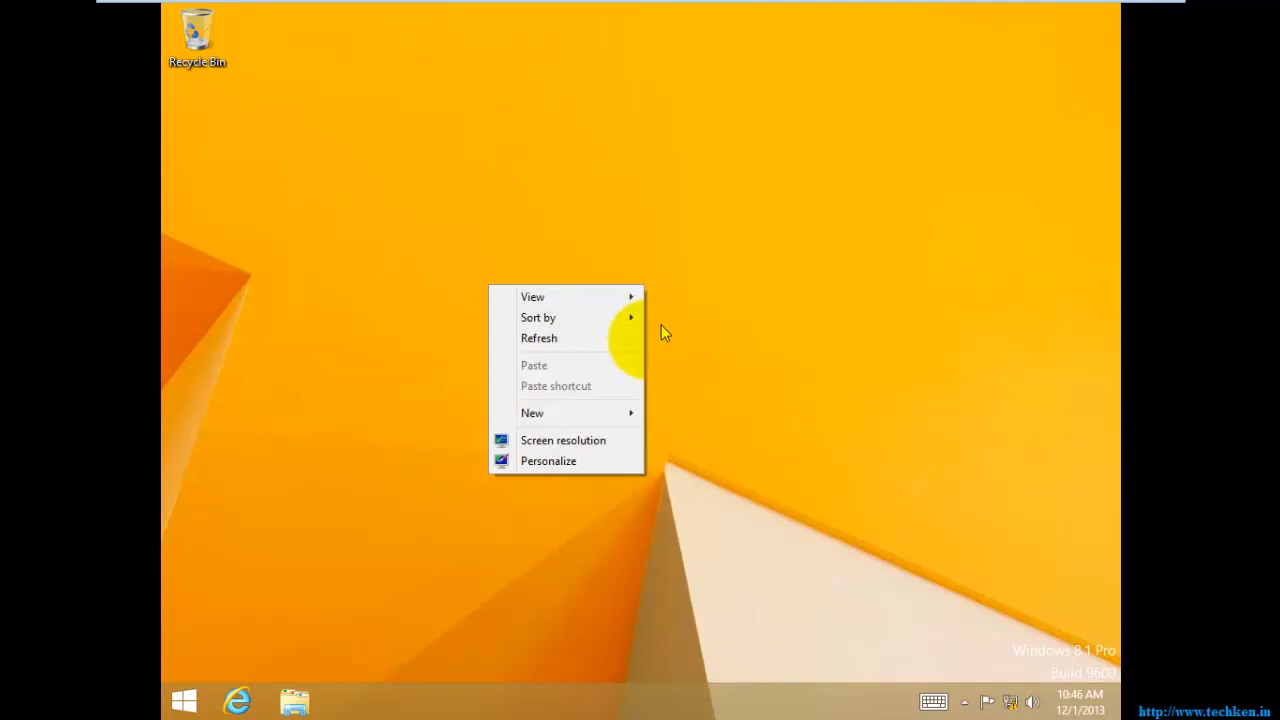 Recycle Bin
View
Sort by
Refresh
Paste
Paste shortcut
New
Screen resolution
Personalize
Windows 8.1 Pro
Build 9600
10:46 AM
12/1/2013
http://www.techken.in